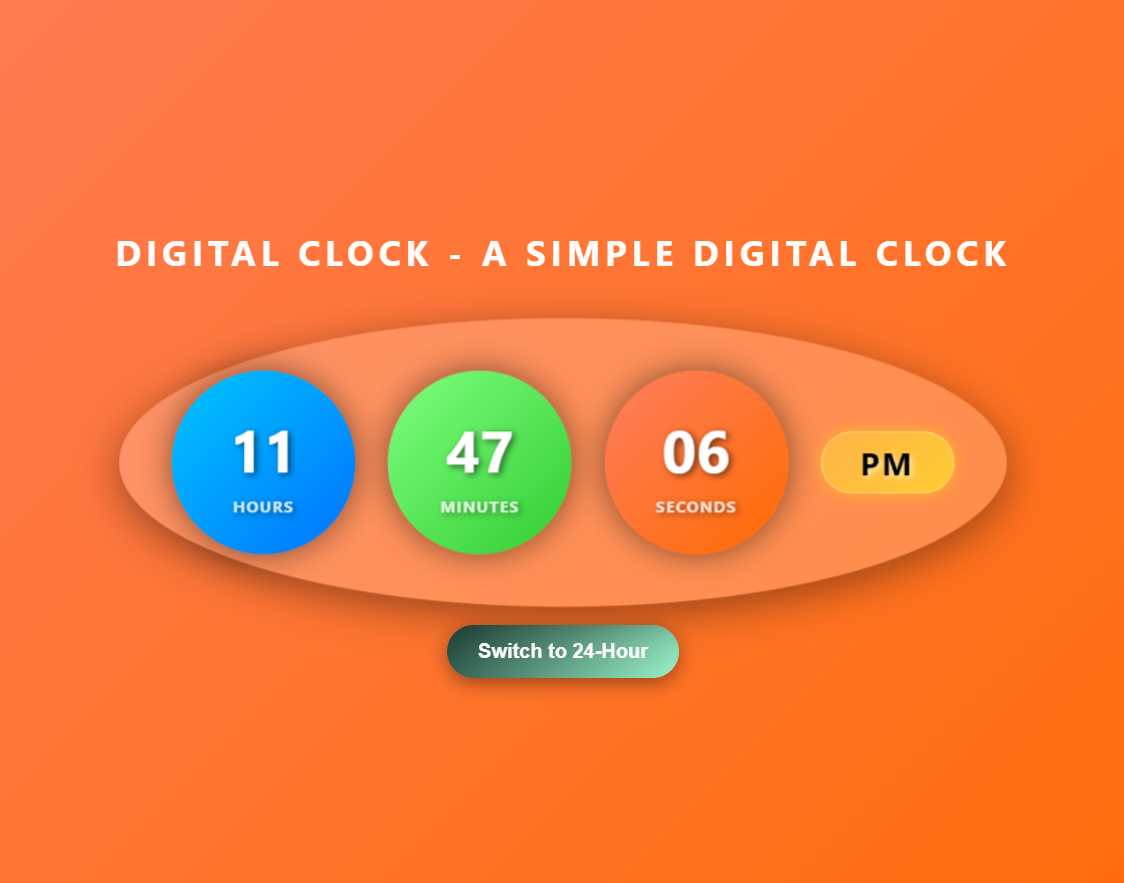 DIGITAL CLOCK - A SIMPLE DIGITAL CLOCK
11 47 06 PM
HOURS MINUTES SECONDS
Switch to 24-Hour